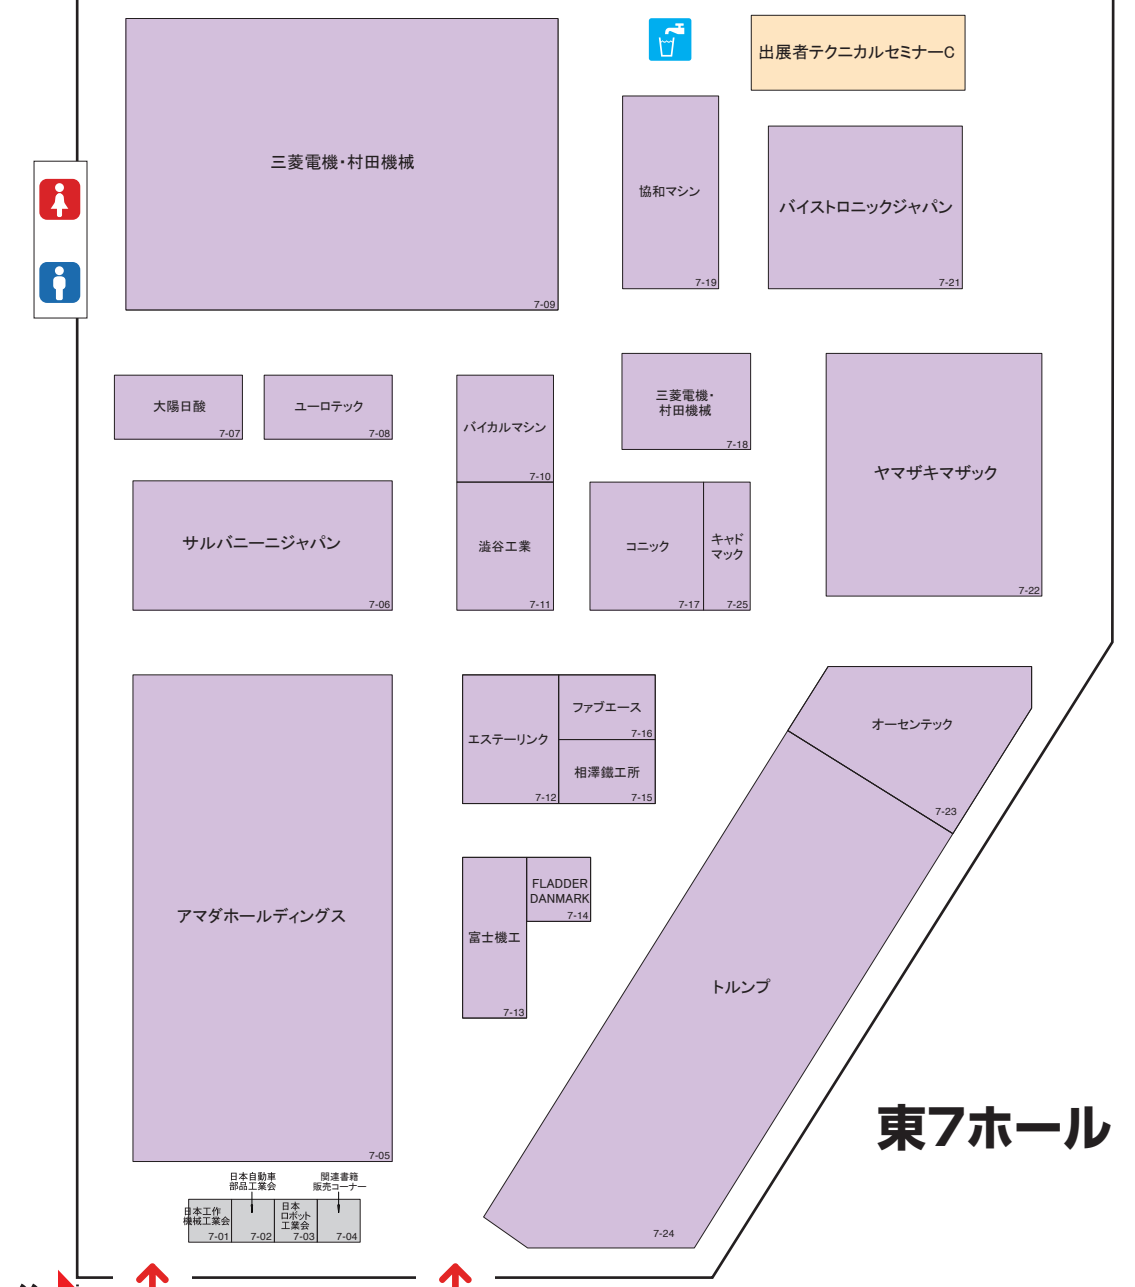 出展者テクニカルセミナーC
三菱電機・村田機械
7-09
協和マシン
7-19
バイストロニックジャパン
7-21
大陽日酸
7-07
ユーロテック
7-08
バイカルマシン
7-10
三菱電機・
村田機械
7-18
ヤマザキマザック
7-22
サルバニーニジャパン
7-06
澁谷工業
7-11
コニック
7-17
キャド
マック
7-25
アマダホールディングス
7-05
エステーリンク
7-12
ファブエース
7-16
相澤鐵工所
7-15
オーセンテック
7-23
富士機工
7-13
FLADDER
DANMARK
7-14
トルンプ
7-24
東7ホール
日本自動車
部品工業会
関連書籍
販売コーナー
日本工作
機械工業会
7-01
7-02
日本
ロボット
工業会
7-03
7-04